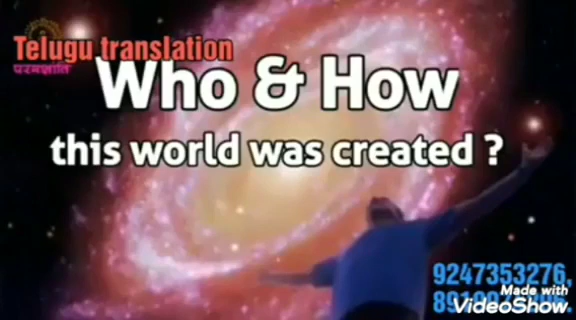 Telugu translation
Who & How
this world was created ?
9247353276,
Made with
VideoShow